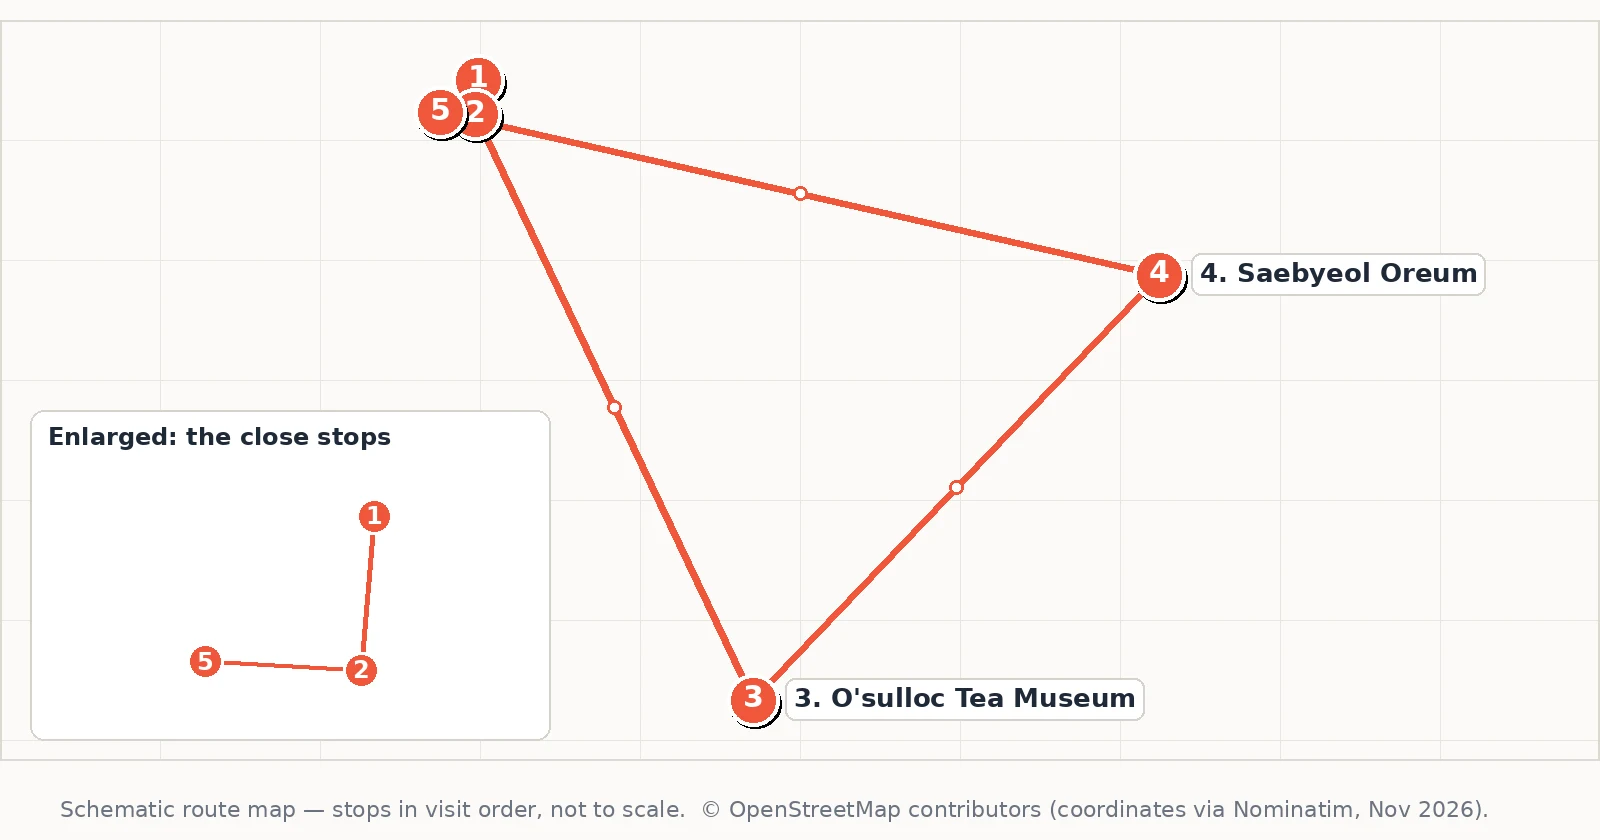 1
5 2
4 4. Saebyeol Oreum
Enlarged: the close stops
1
5
2
3 3. O'sulloc Tea Museum
Schematic route map — stops in visit order, not to scale. © OpenStreetMap contributors (coordinates via Nominatim, Nov 2026).